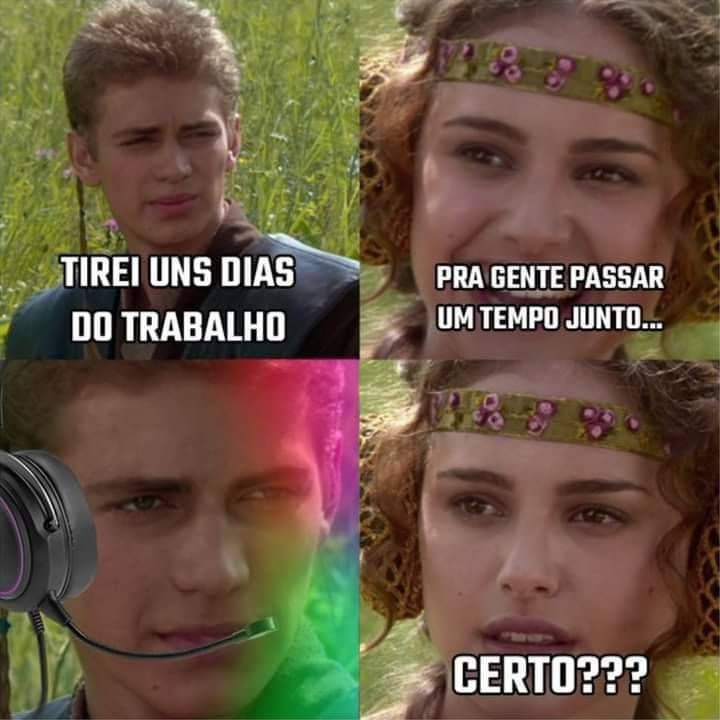 TIREI UNS DIAS
DO TRABALHO
PRA GENTE PASSAR
UM TEMPO JUNTO...
CERTO???